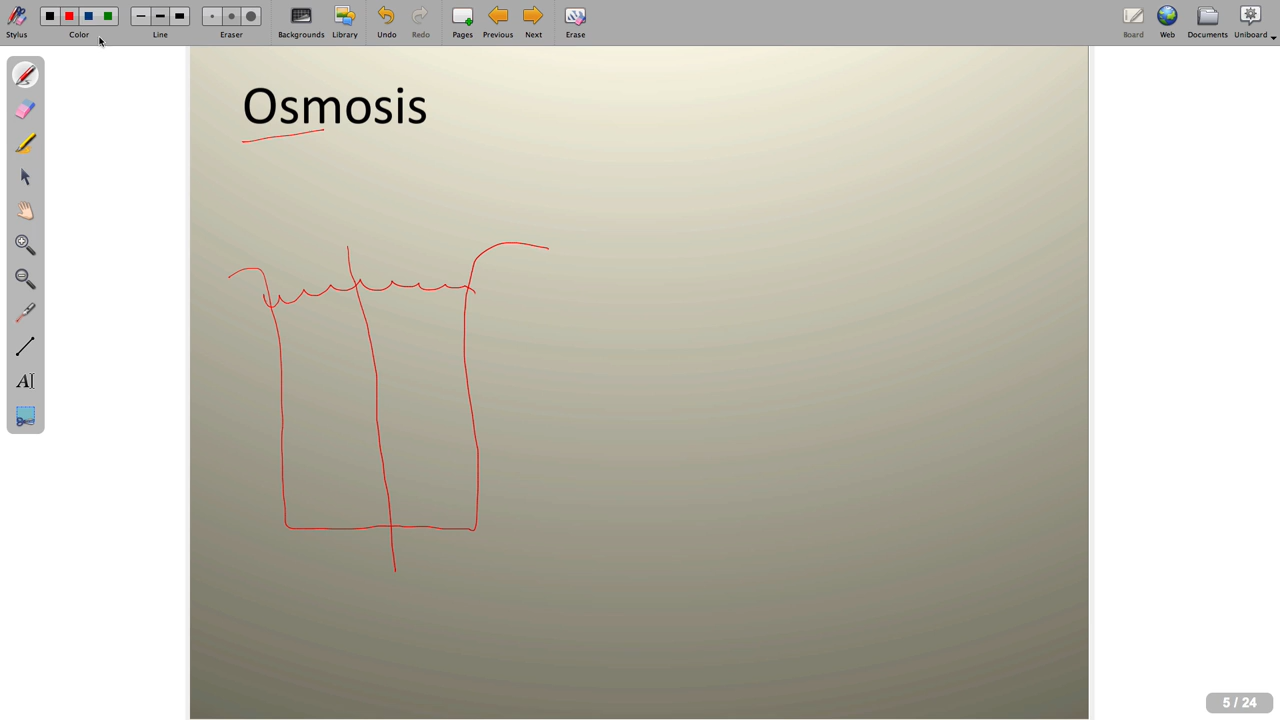 Stylus Color Line Eraser Backgrounds Library Undo Redo Pages Previous Next Erase Board Web Documents Uniboard
Osmosis
A
5 / 24